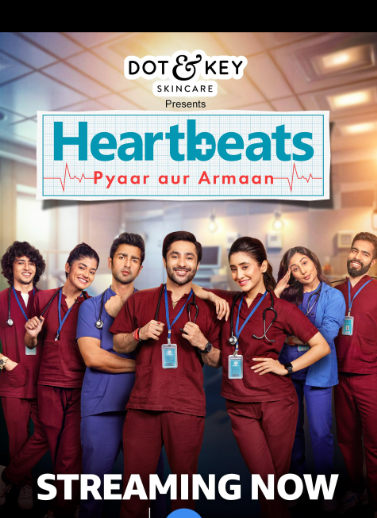 DOT & KEY
SKINCARE
Presents
Heartbeats
Pyaar aur Armaan
STREAMING NOW